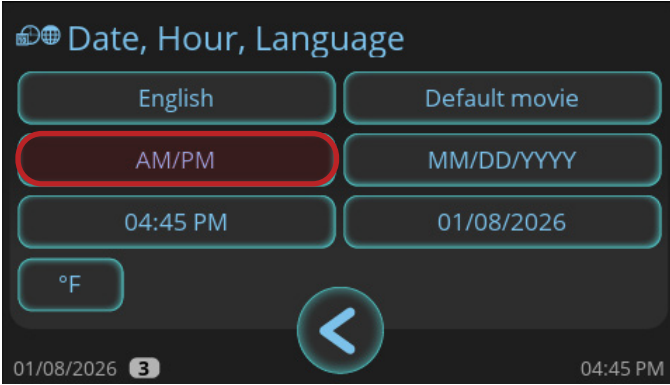 Date, Hour, Language
English
Default movie
AM/PM
MM/DD/YYYY
04:45 PM
01/08/2026
°F
01/08/2026 3
04:45 PM